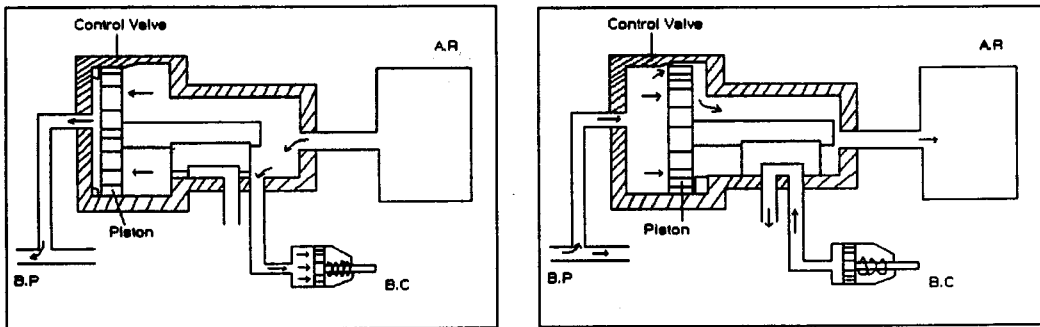 Control Valve
A.R
Piston
B.P
B.C
Control Valve
A.R
Piston
B.P
B.C